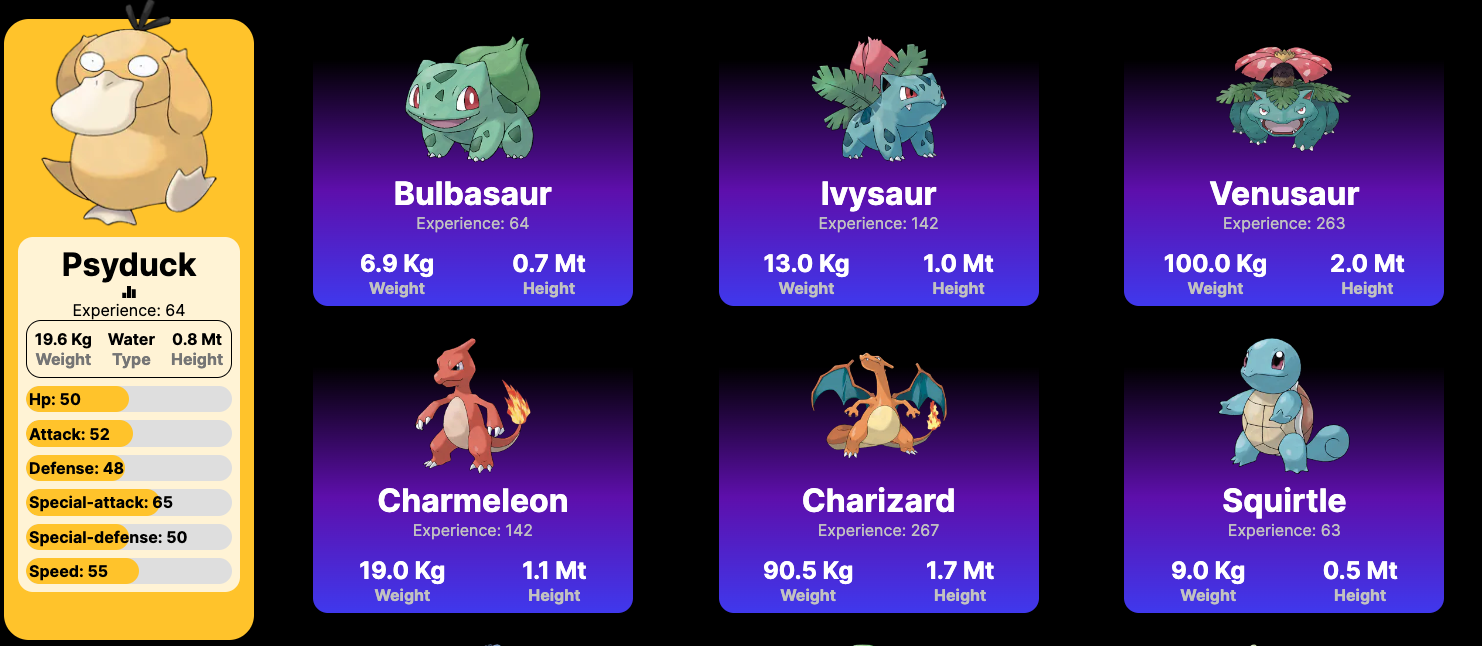 Psyduck
Experience: 64
19.6 Kg Water 0.8 Mt
Weight Type Height
Hp: 50
Attack: 52
Defense: 48
Special-attack: 65
Special-defense: 50
Speed: 55
Bulbasaur
Experience: 64
6.9 Kg 0.7 Mt
Weight Height
Ivysaur
Experience: 142
13.0 Kg 1.0 Mt
Weight Height
Venusaur
Experience: 263
100.0 Kg 2.0 Mt
Weight Height
Charmeleon
Experience: 142
19.0 Kg 1.1 Mt
Weight Height
Charizard
Experience: 267
90.5 Kg 1.7 Mt
Weight Height
Squirtle
Experience: 63
9.0 Kg 0.5 Mt
Weight Height